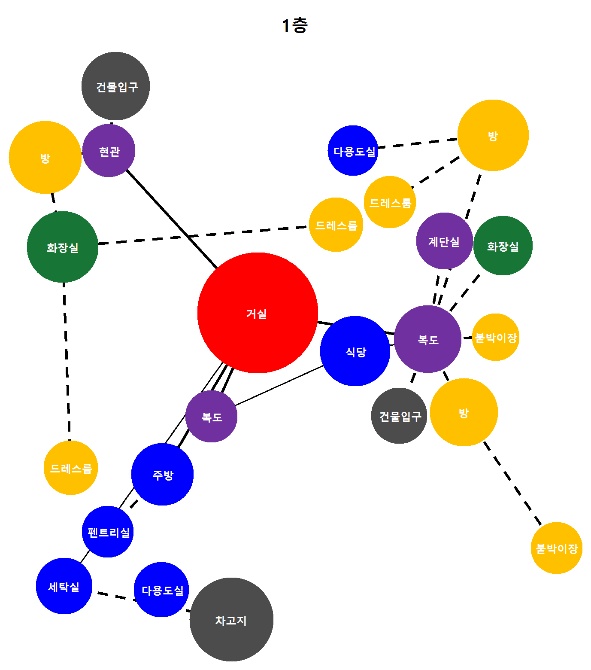 1층
건물입구
방
현관
다용도실
방
드레스룸
드레스룸
계단실
화장실
화장실
거실
식당
복도
붙박이장
복도
건물입구
방
드레스룸
주방
펜트리실
붙박이장
세탁실
다용도실
차고지